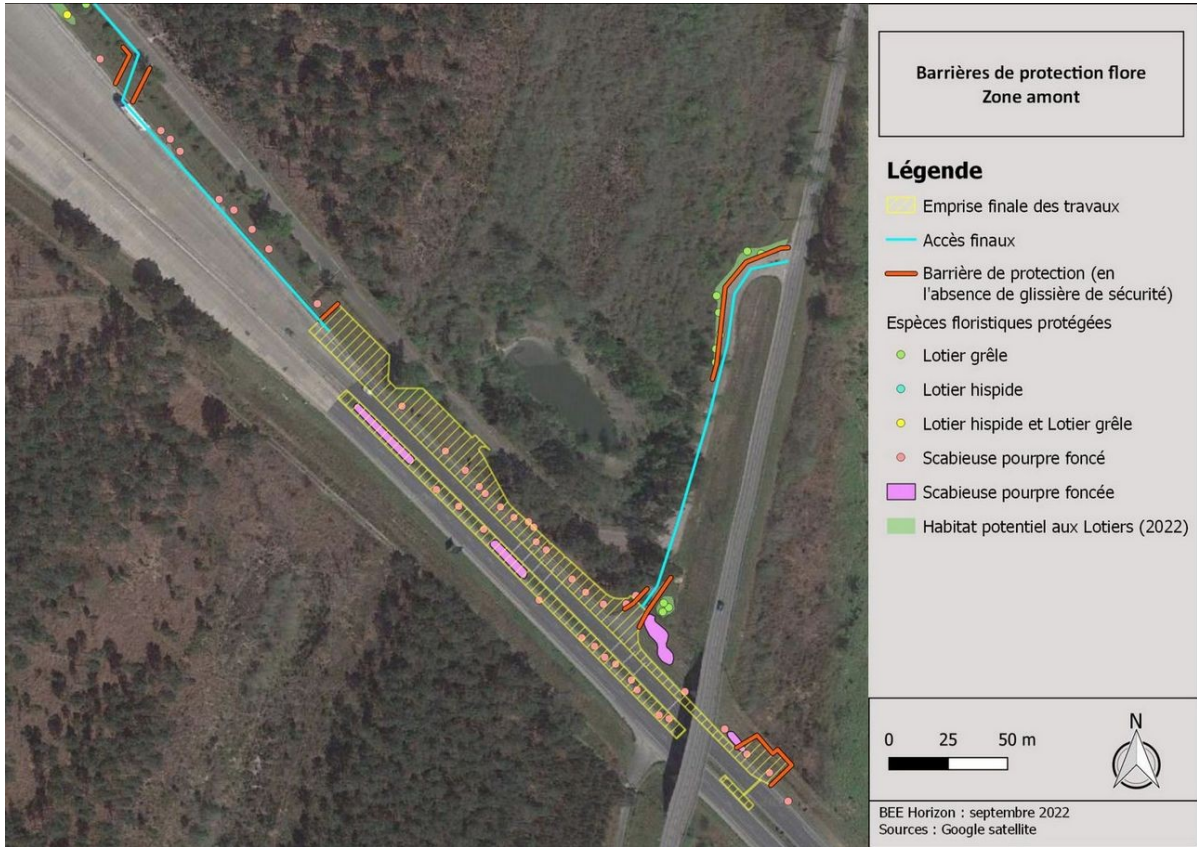 Barrières de protection flore
Zone amont
Légende
Emprise finale des travaux
Accès finaux
Barrière de protection (en
l'absence de glissière de sécurité)
Espèces floristiques protégées
Lotier grêle
Lotier hispide
Lotier hispide et Lotier grêle
Scabieuse pourpre foncé
Scabieuse pourpre foncée
Habitat potentiel aux Lotiers (2022)
0 25 50 m
N
BEE Horizon : septembre 2022
Sources : Google satellite